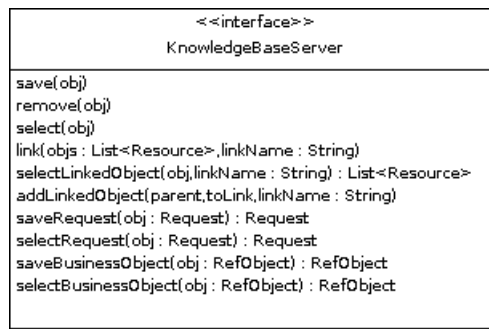 <<interface>>
KnowledgeBaseServer
save(obj)
remove(obj)
select(obj)
link(objs : List<Resource>,linkName : String)
selectLinkedObject(obj,linkName : String) : List<Resource>
addLinkedObject(parent,toLink,linkName : String)
saveRequest(obj : Request) : Request
selectRequest(obj : Request) : Request
saveBusinessObject(obj : RefObject) : RefObject
selectBusinessObject(obj : RefObject) : RefObject